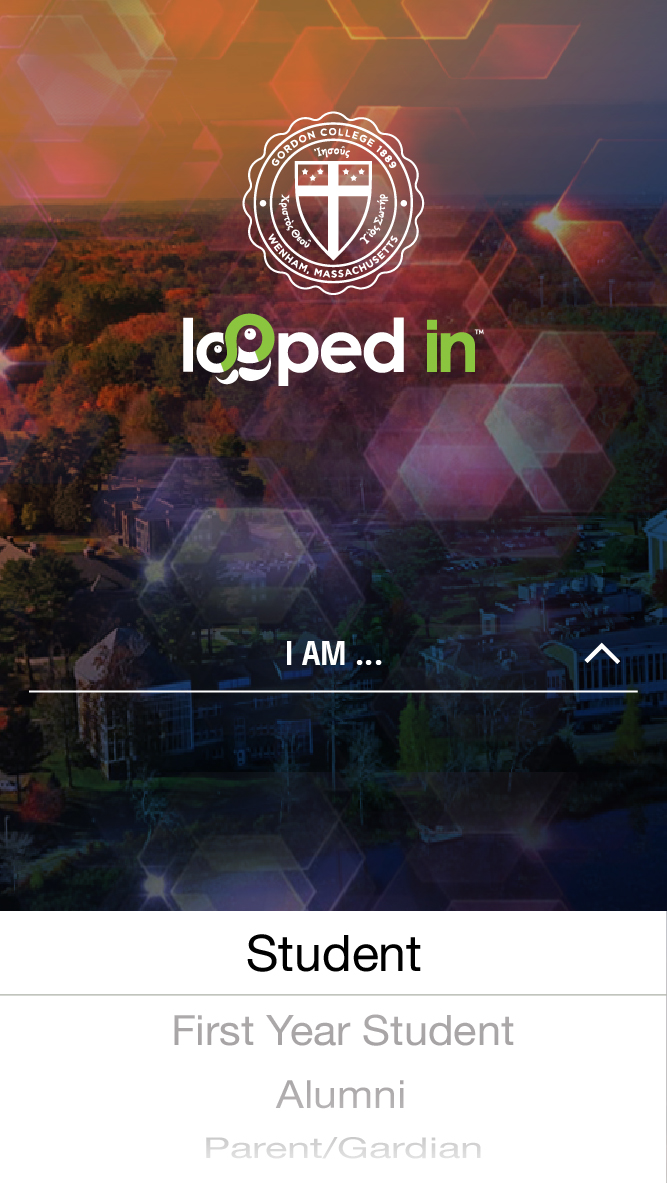 GORDON COLLEGE 1889
Ἰησοῦς
Χριστὸς Θεοῦ
Υἱὸς Σωτήρ
WENHAM, MASSACHUSETTS
looped in™
I AM ...
Student
First Year Student
Alumni
Parent/Gardian